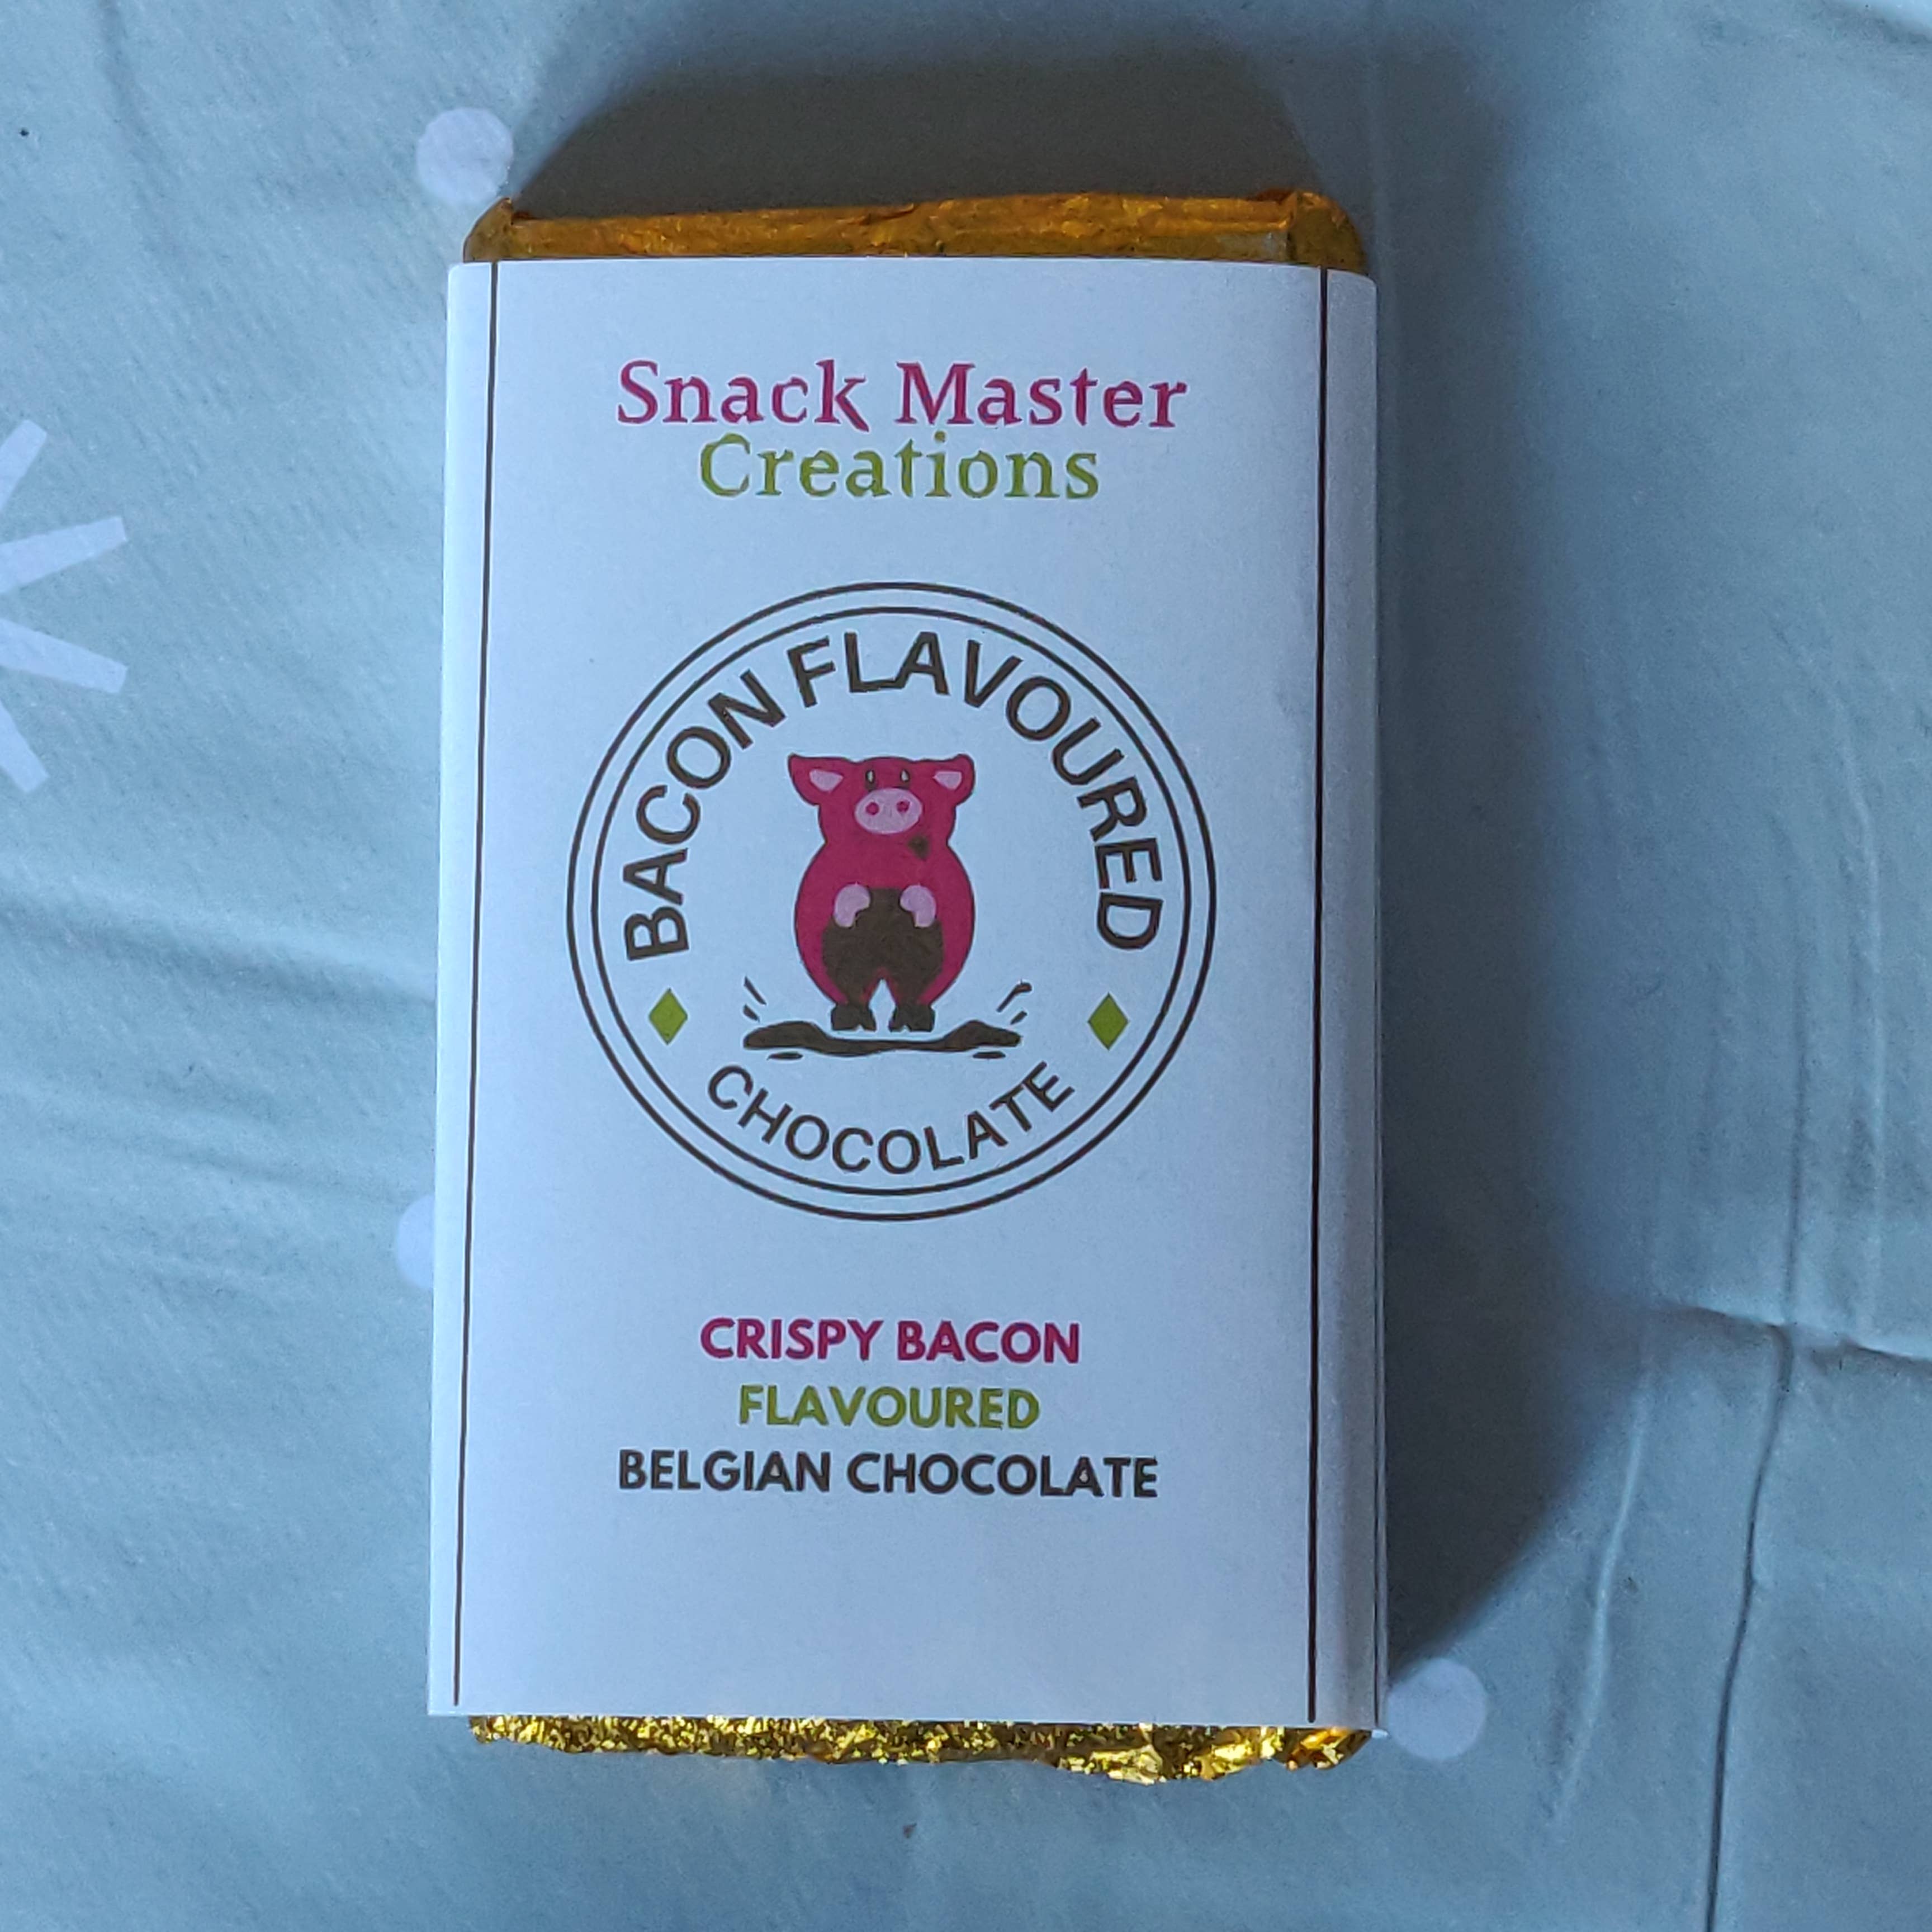 Snack Master
Creations
BACON FLAVOURED
CHOCOLATE
CRISPY BACON
FLAVOURED
BELGIAN CHOCOLATE